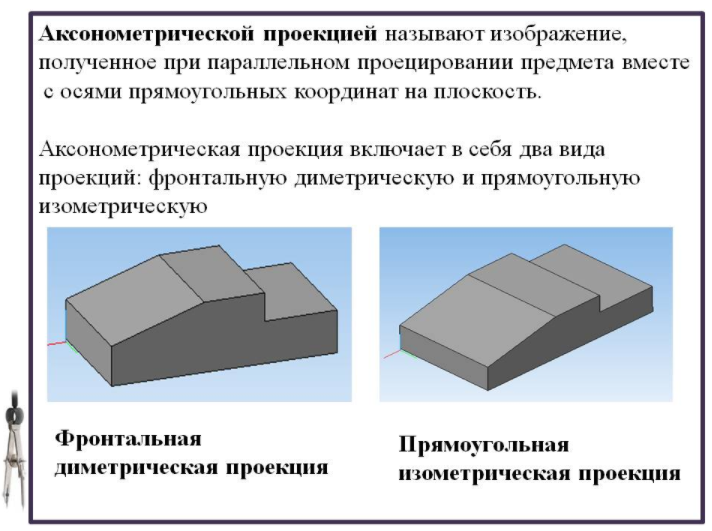 Аксонометрической проекцией называют изображение,
полученное при параллельном проецировании предмета вместе
с осями прямоугольных координат на плоскость.
Аксонометрическая проекция включает в себя два вида
проекций: фронтальную диметрическую и прямоугольную
изометрическую
Фронтальная
диметрическая проекция
Прямоугольная
изометрическая проекция